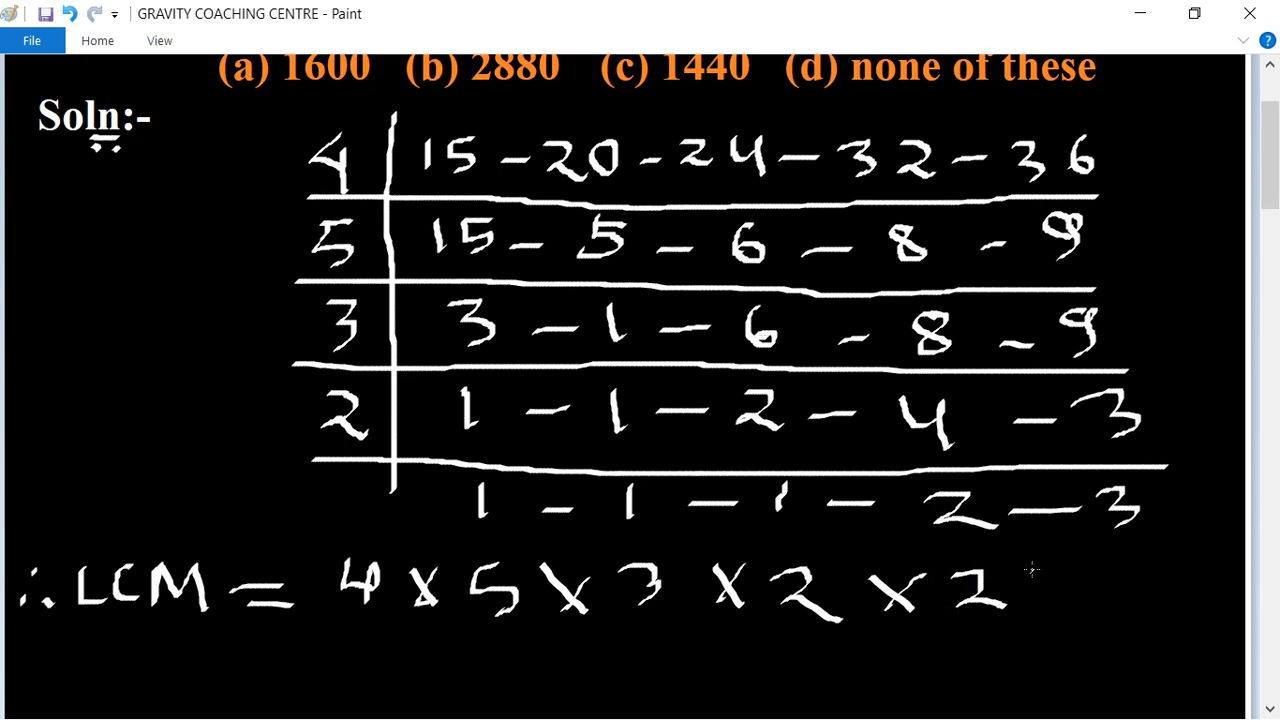 GRAVITY COACHING CENTRE - Paint
File Home View
(a) 1600 (b) 2880 (c) 1440 (d) none of these
Soln:-
4 15 - 20 - 24 - 32 - 36
5 15 - 5 - 6 - 8 - 9
3 3 - 1 - 6 - 8 - 9
2 1 - 1 - 2 - 4 - 3
1 - 1 - 1 - 2 - 3
∴ LCM = 4 × 5 × 3 × 2 × 2